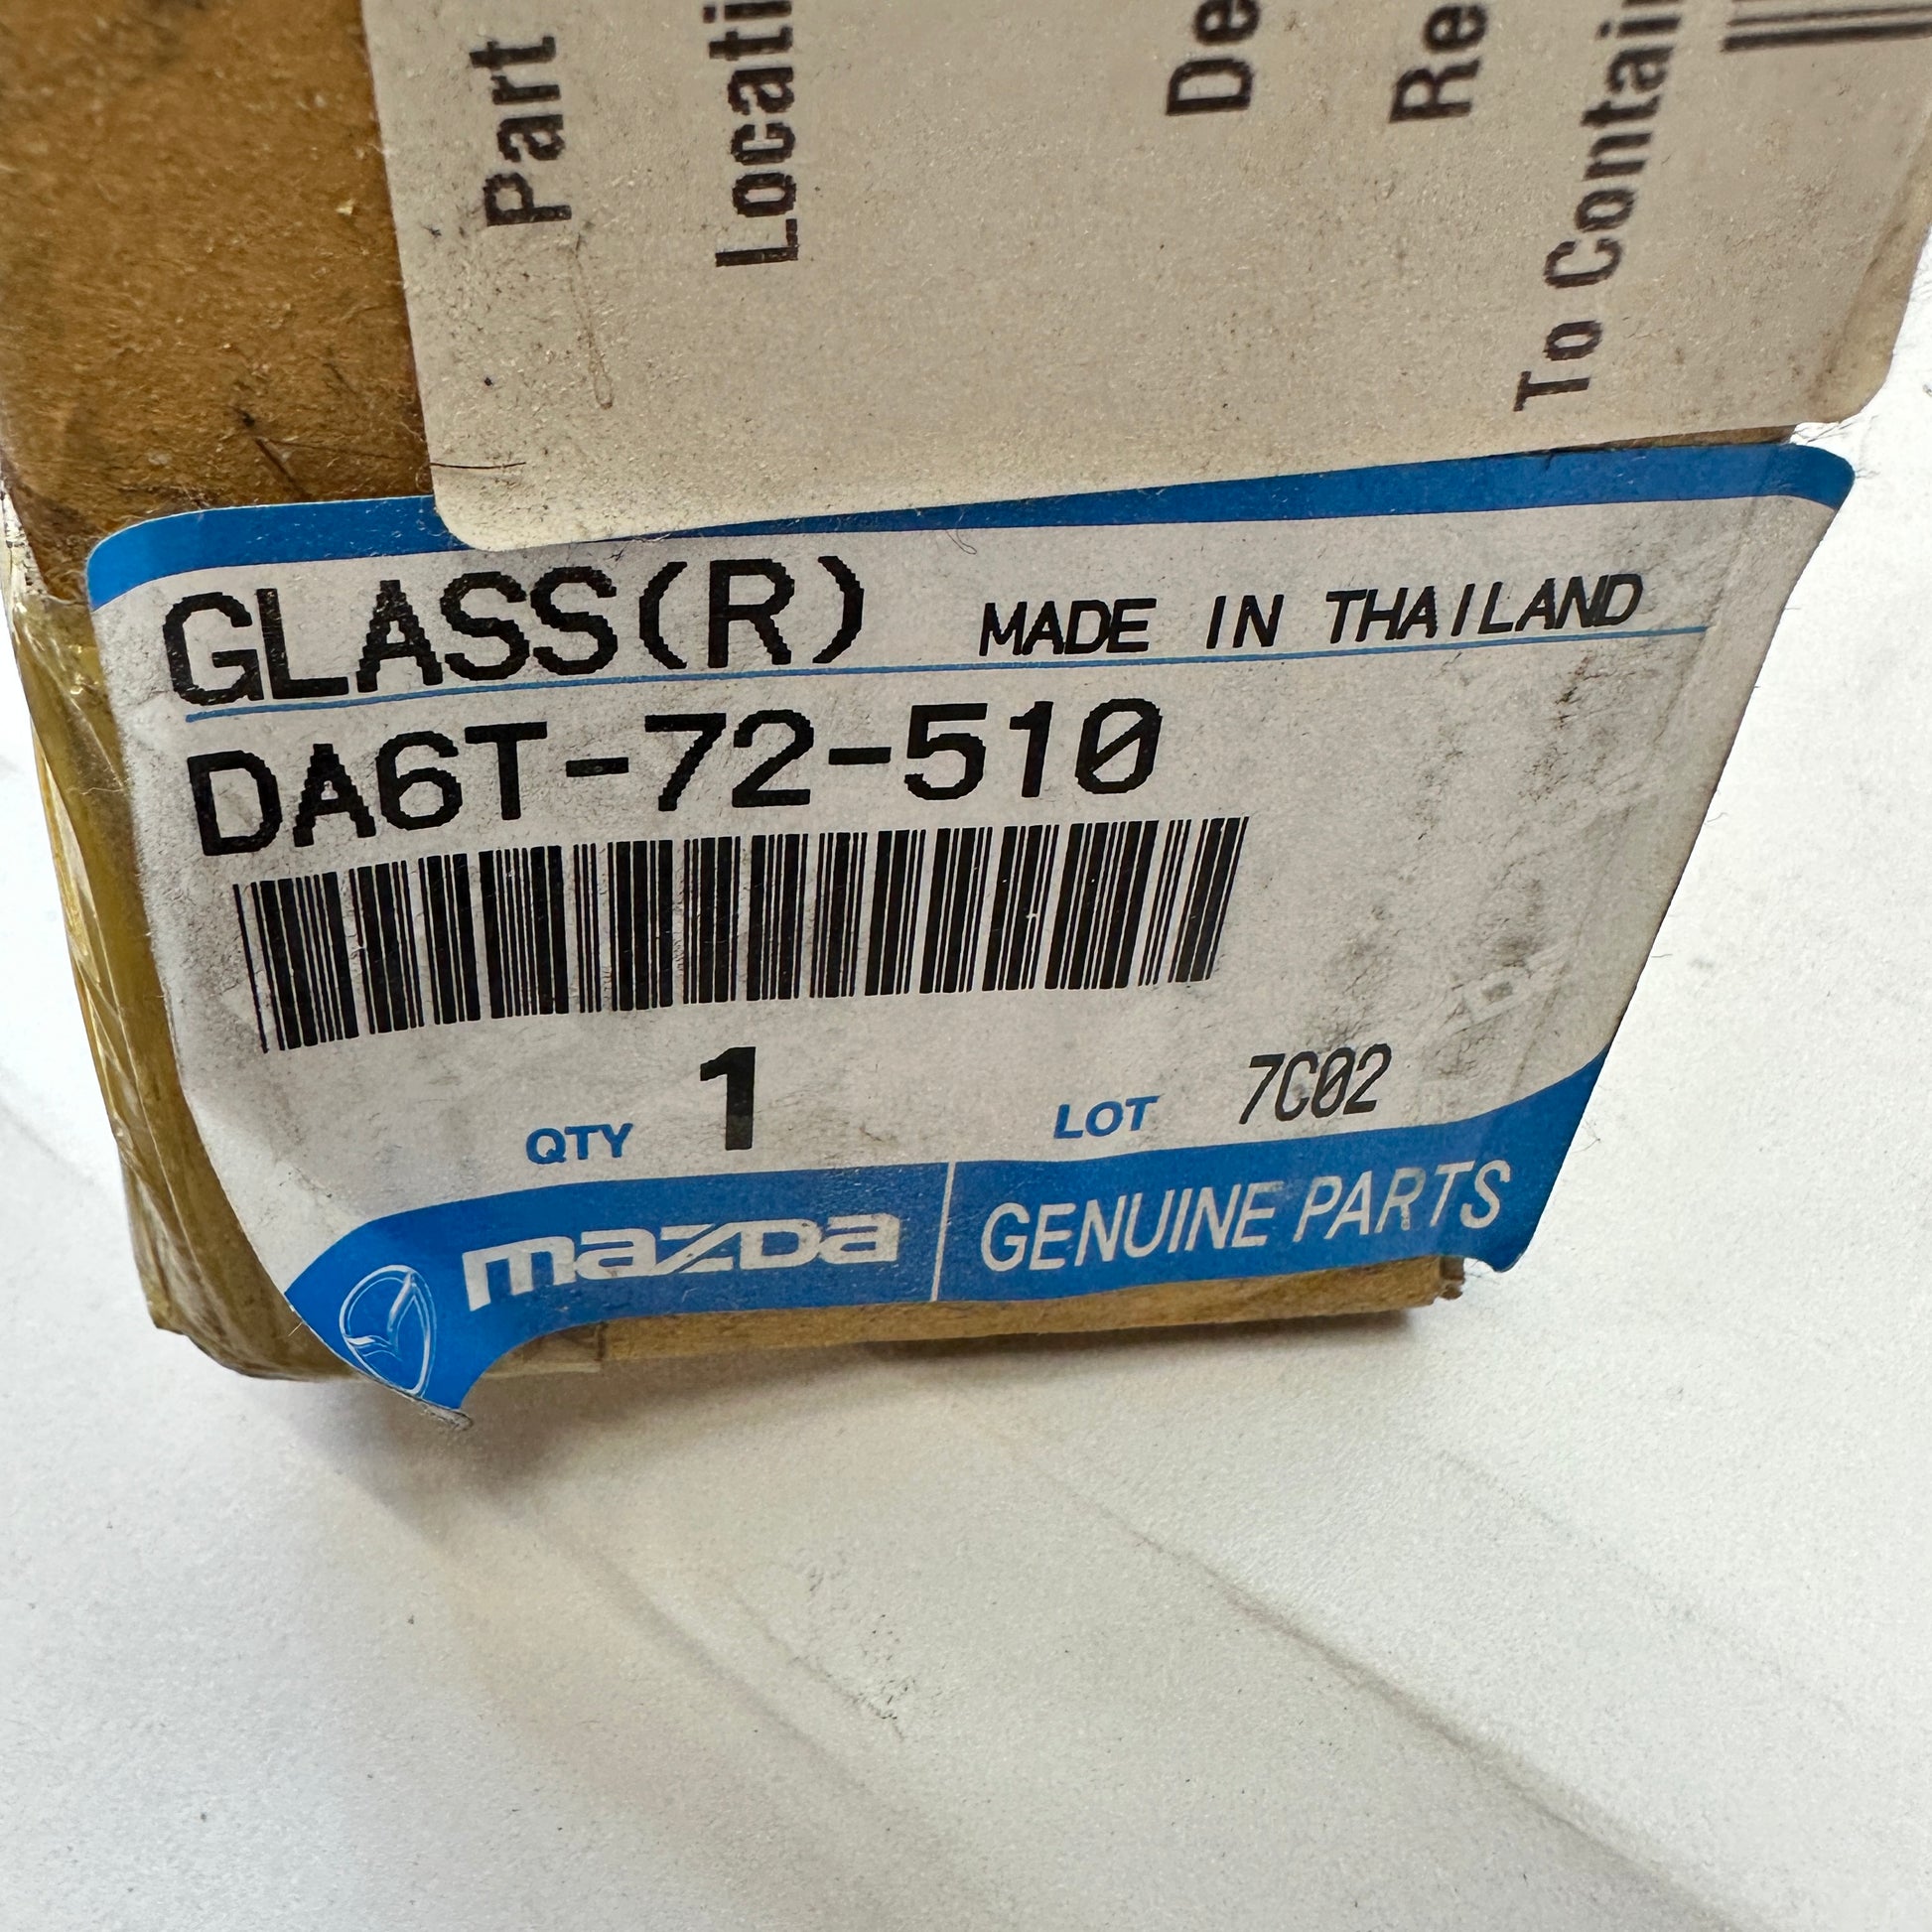 Part
Locati
De
Re
To Contain
GLASS(R) MADE IN THAILAND
DA6T-72-510
QTY 1 LOT 7C02
mazda GENUINE PARTS